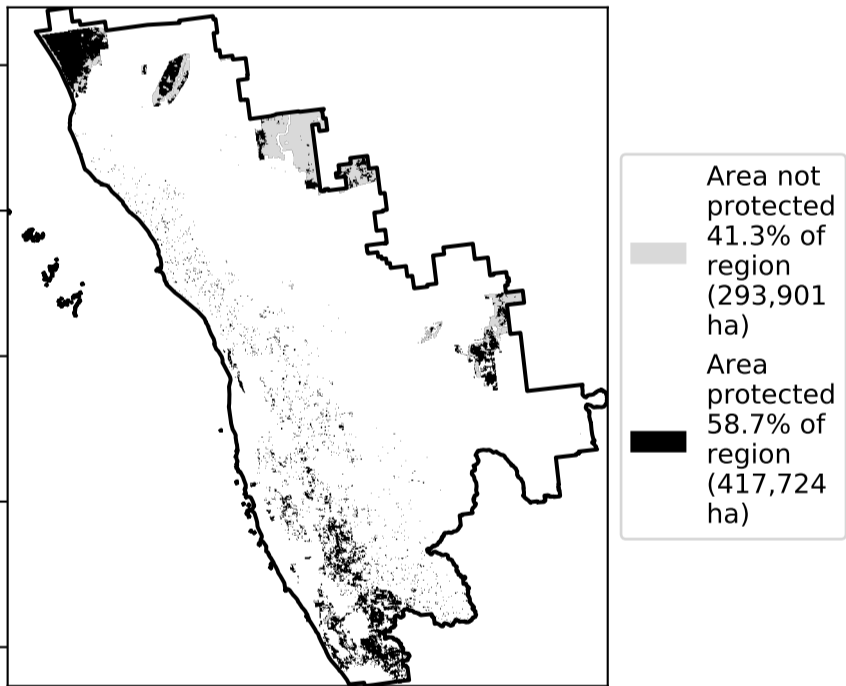 Area not
protected
41.3% of
region
(293,901
ha)
Area
protected
58.7% of
region
(417,724
ha)